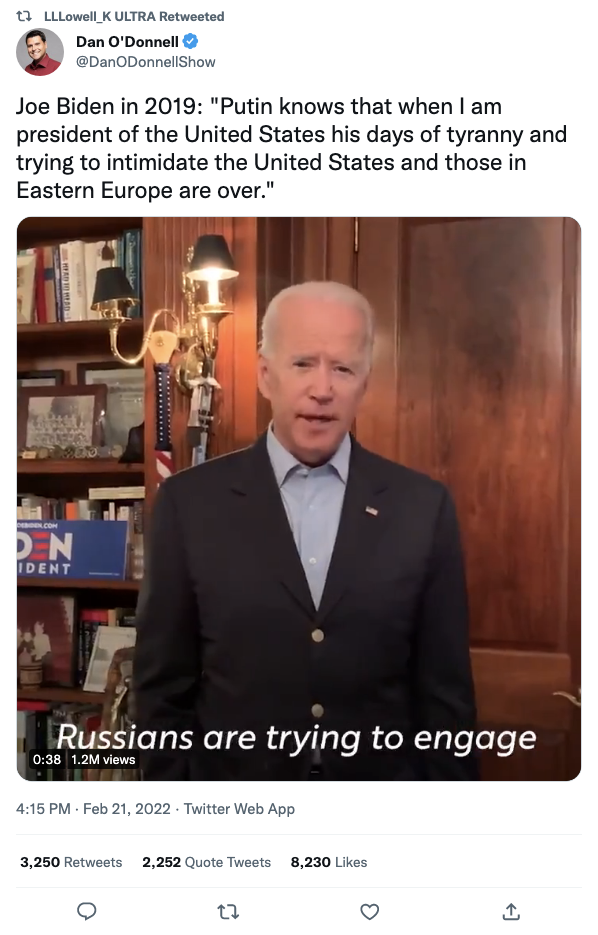 LLLowell_K ULTRA Retweeted
Dan O'Donnell
@DanODonnellShow
Joe Biden in 2019: "Putin knows that when I am
president of the United States his days of tyranny and
trying to intimidate the United States and those in
Eastern Europe are over."
DEN
IDENT
Russians are trying to engage
0:38 1.2M views
4:15 PM · Feb 21, 2022 · Twitter Web App
3,250 Retweets 2,252 Quote Tweets 8,230 Likes